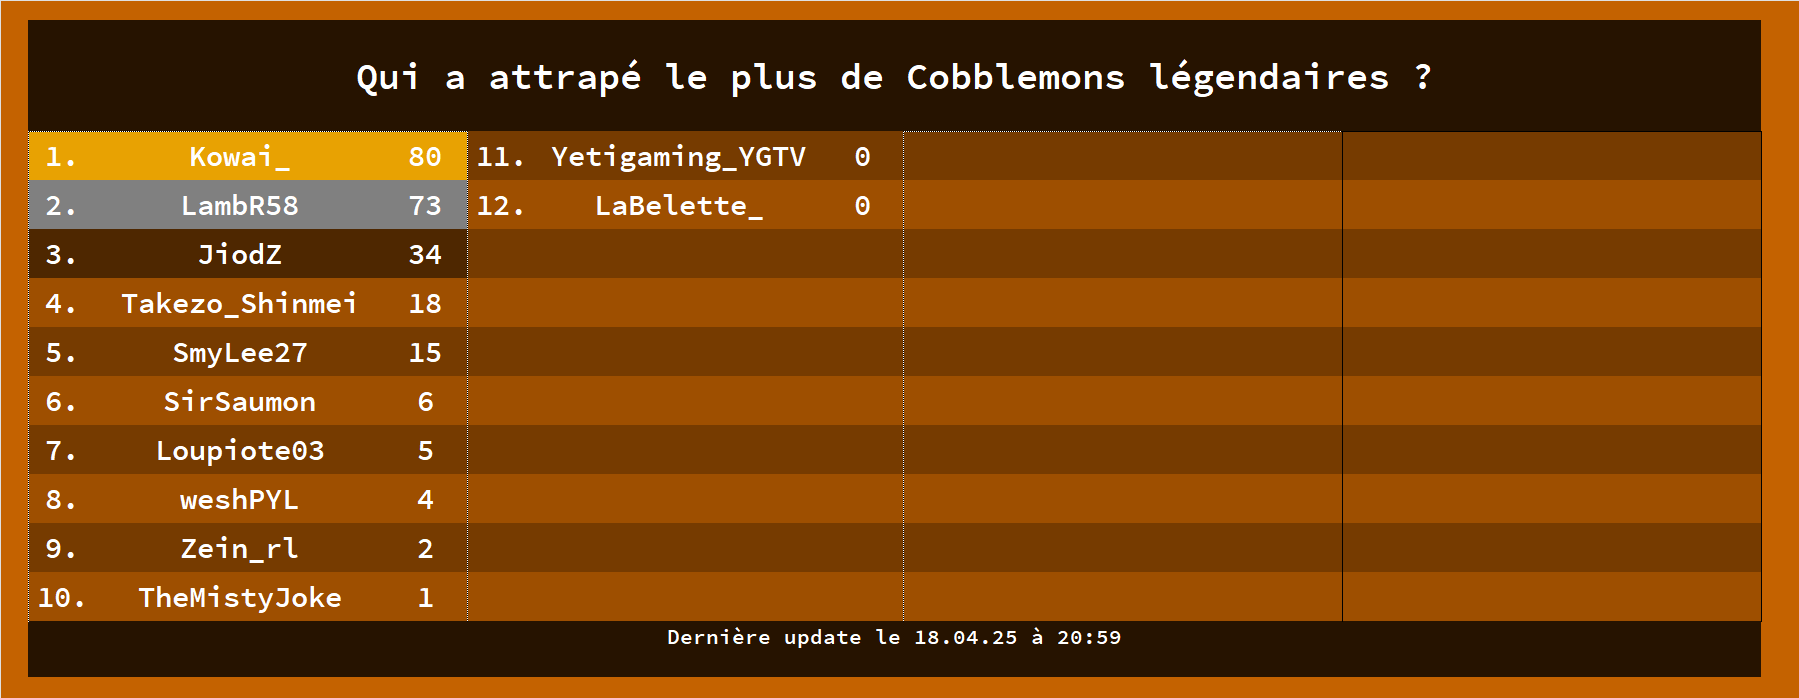 Qui a attrapé le plus de Cobblemons légendaires ?
1. Kowai_ 80
2. LambR58 73
3. JiodZ 34
4. Takezo_Shinmei 18
5. SmyLee27 15
6. SirSaumon 6
7. Loupiote03 5
8. weshPYL 4
9. Zein_rl 2
10. TheMistyJoke 1
11. Yetigaming_YGTV 0
12. LaBelette_ 0
Dernière update le 18.04.25 à 20:59